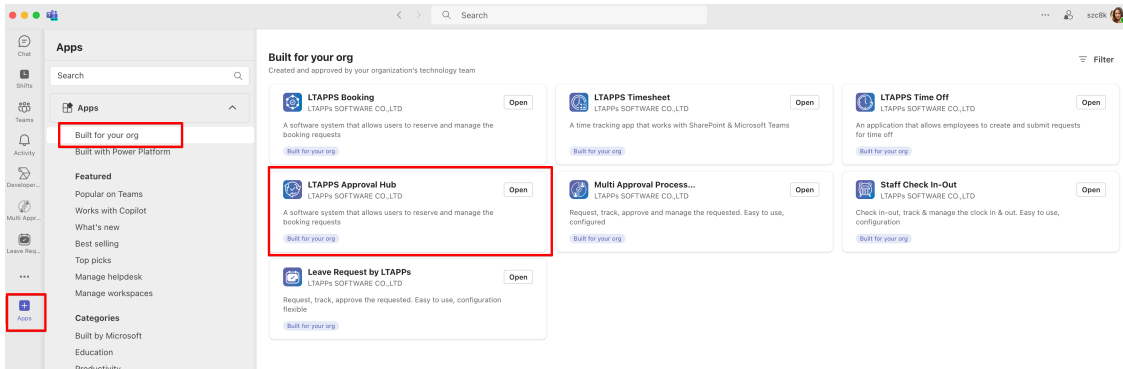 Search
szc8k
Chat
Shifts
Teams
Activity
Developer...
Multi Appr...
Leave Req...
Apps
Apps
Search
Apps
Built for your org
Built with Power Platform
Featured
Popular on Teams
Works with Copilot
What's new
Best selling
Top picks
Manage helpdesk
Manage workspaces
Categories
Built by Microsoft
Education
Productivity
Built for your org
Created and approved by your organization's technology team
Filter
LTAPPS Booking
LTAPPs SOFTWARE CO.,LTD
Open
A software system that allows users to reserve and manage the
booking requests
Built for your org
LTAPPS Timesheet
LTAPPs SOFTWARE CO.,LTD
Open
A time tracking app that works with SharePoint & Microsoft Teams
Built for your org
LTAPPS Time Off
LTAPPs SOFTWARE CO.,LTD
Open
An application that allows employees to create and submit requests
for time off
Built for your org
LTAPPS Approval Hub
LTAPPs SOFTWARE CO.,LTD
Open
A software system that allows users to reserve and manage the
booking requests
Built for your org
Multi Approval Process...
LTAPPs SOFTWARE CO.,LTD
Open
Request, track, approve and manage the requested. Easy to use,
configured
Built for your org
Staff Check In-Out
LTAPPs SOFTWARE CO.,LTD
Open
Check in-out, track & manage the clock in & out. Easy to use,
configuration
Built for your org
Leave Request by LTAPPs
LTAPPs SOFTWARE CO.,LTD
Open
Request, track, approve the requested. Easy to use, configuration
flexible
Built for your org